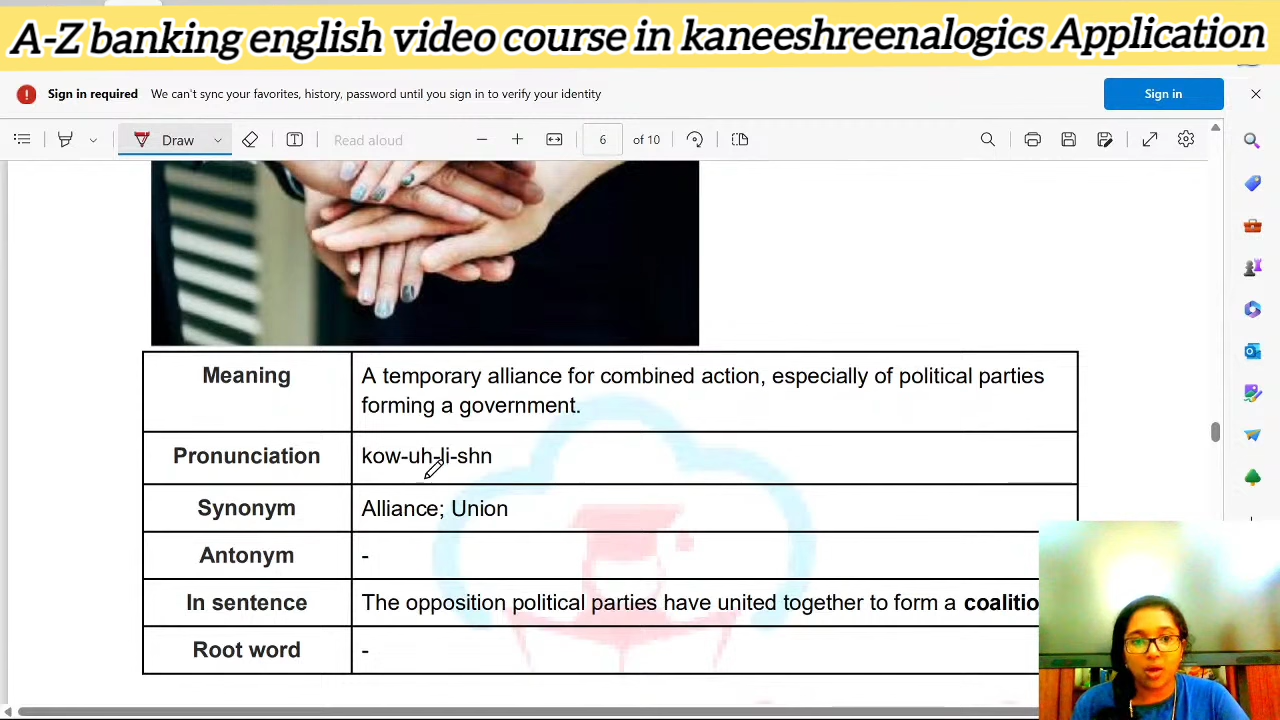 A-Z banking english video course in kaneeshreenalogics Application
Sign in required We can't sync your favorites, history, password until you sign in to verify your identity Sign in
Draw Read aloud 6 of 10
Meaning A temporary alliance for combined action, especially of political parties
forming a government.
Pronunciation kow-uh-li-shn
Synonym Alliance; Union
Antonym -
In sentence The opposition political parties have united together to form a coalitio
Root word -